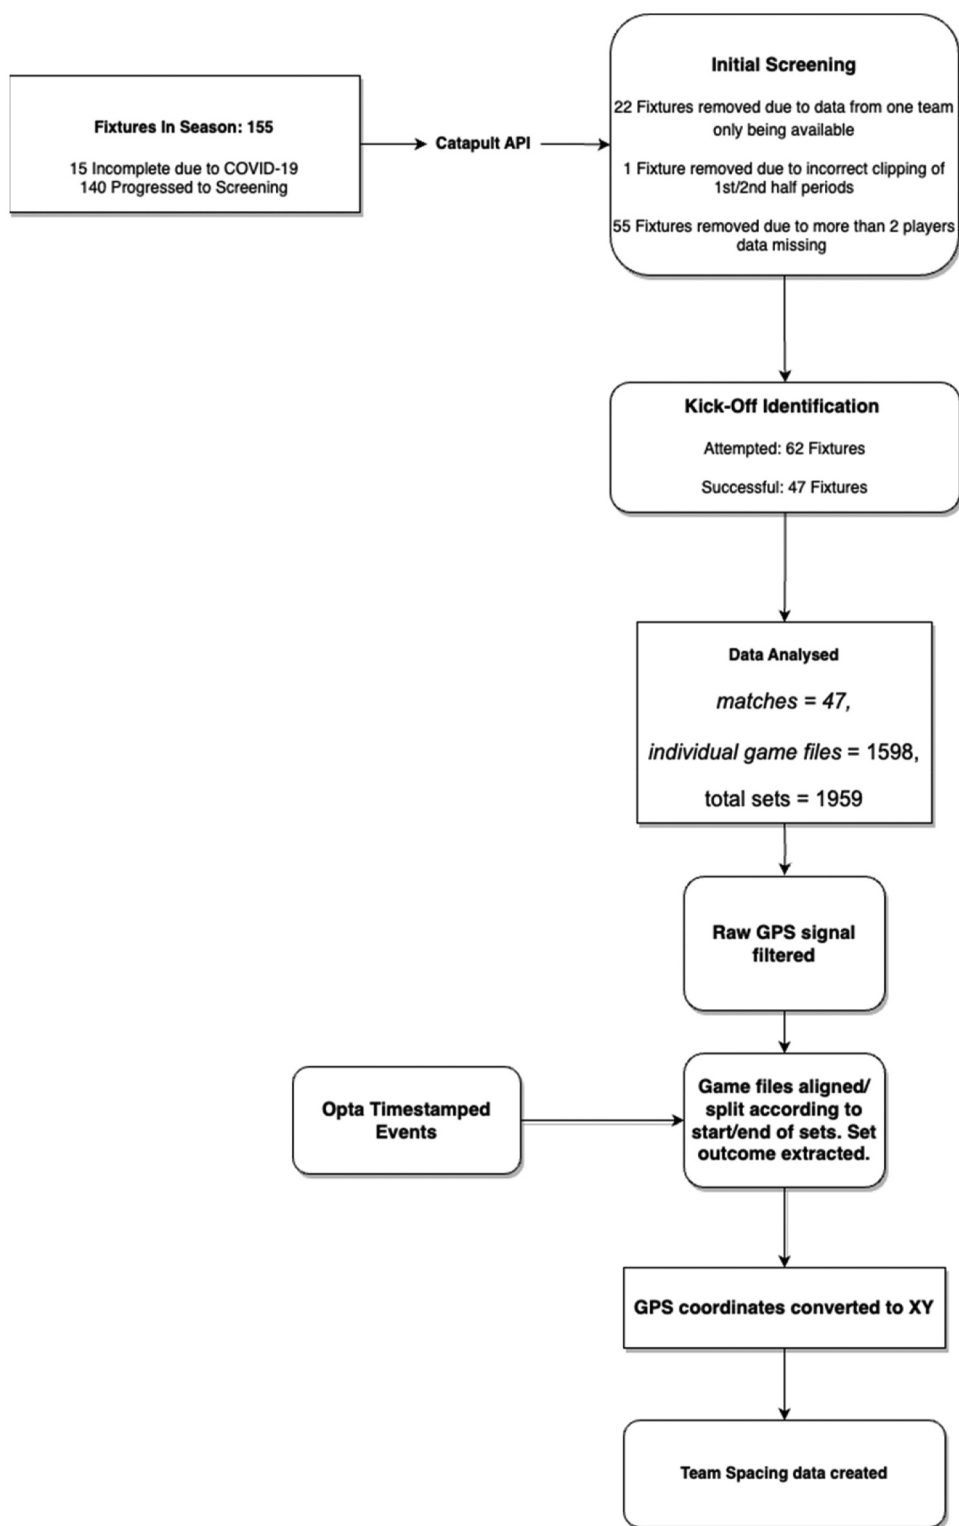 Fixtures In Season: 155
15 Incomplete due to COVID-19
140 Progressed to Screening
Catapult API
Initial Screening
22 Fixtures removed due to data from one team
only being available
1 Fixture removed due to incorrect clipping of
1st/2nd half periods
55 Fixtures removed due to more than 2 players
data missing
Kick-Off Identification
Attempted: 62 Fixtures
Successful: 47 Fixtures
Data Analysed
matches = 47,
individual game files = 1598,
total sets = 1959
Raw GPS signal
filtered
Opta Timestamped
Events
Game files aligned/
split according to
start/end of sets. Set
outcome extracted.
GPS coordinates converted to XY
Team Spacing data created